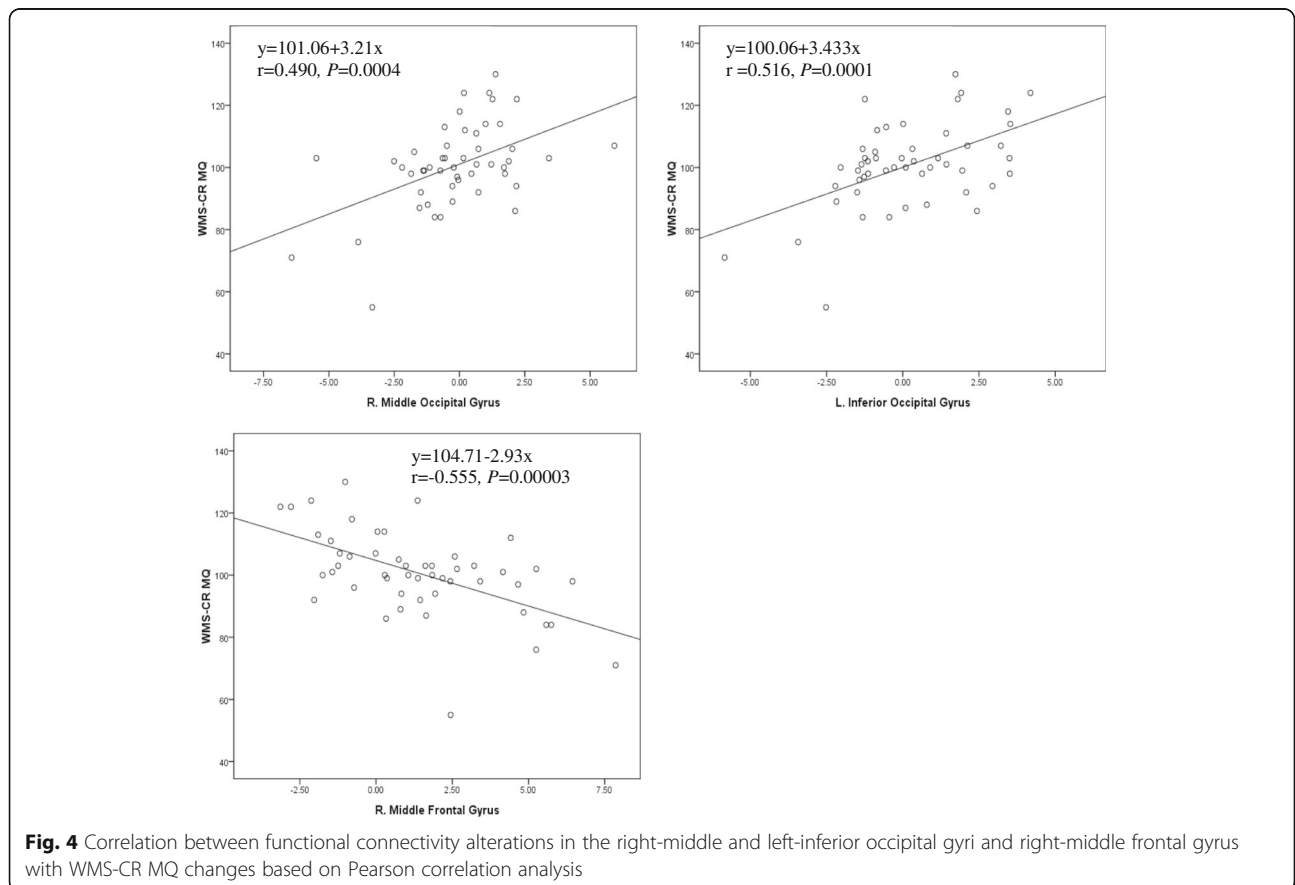 y=101.06+3.21x
r=0.490, P=0.0004
WMS-CR MQ
140
120
100
80
60
40
-7.50 -5.00 -2.50 0.00 2.50 5.00
R. Middle Occipital Gyrus
y=100.06+3.433x
r =0.516, P=0.0001
WMS-CR MQ
140
120
100
80
60
40
-5.00 -2.50 0.00 2.50 5.00
L. Inferior Occipital Gyrus
y=104.71-2.93x
r=-0.555, P=0.00003
WMS-CR MQ
140
120
100
80
60
40
-2.50 0.00 2.50 5.00 7.50
R. Middle Frontal Gyrus
Fig. 4 Correlation between functional connectivity alterations in the right-middle and left-inferior occipital gyri and right-middle frontal gyrus
with WMS-CR MQ changes based on Pearson correlation analysis